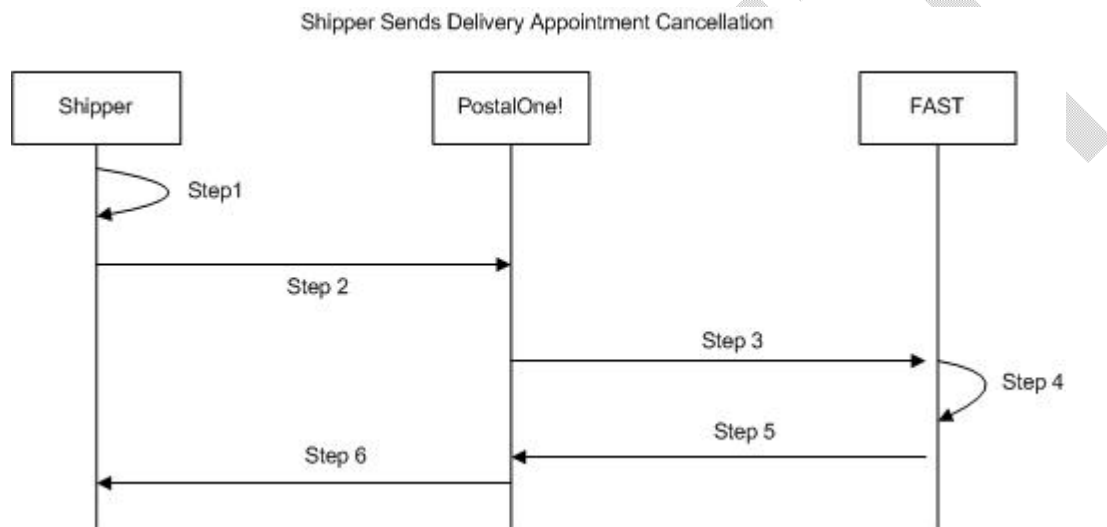 Shipper Sends Delivery Appointment Cancellation
Shipper
PostalOne!
FAST
Step1
Step 2
Step 3
Step 4
Step 5
Step 6